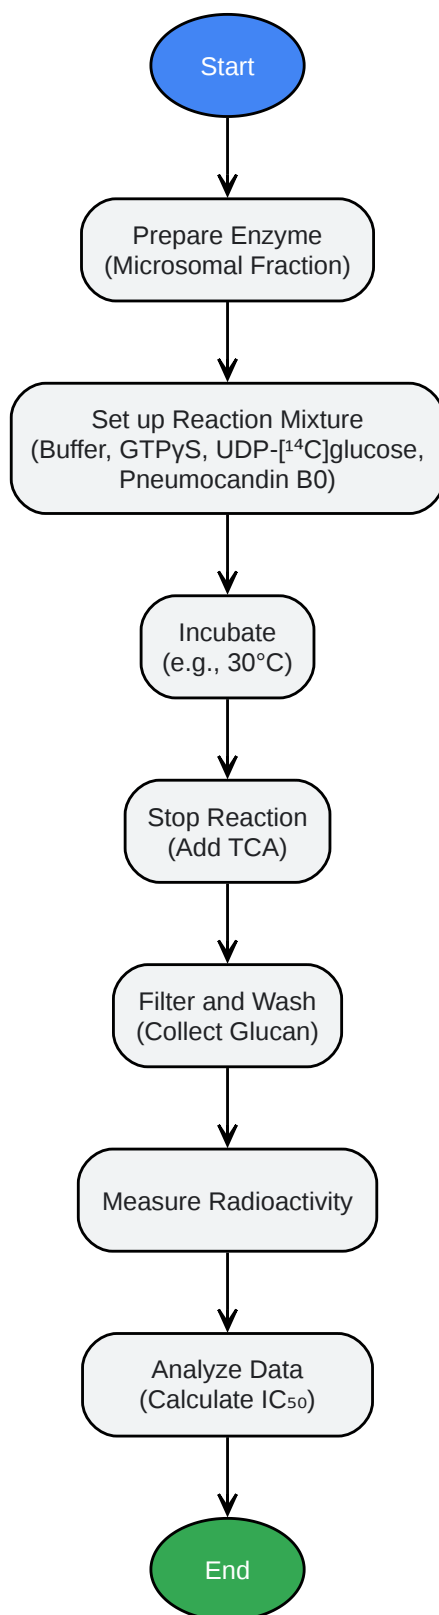 Start
Prepare Enzyme
(Microsomal Fraction)
Set up Reaction Mixture
(Buffer, GTPγS, UDP-[¹⁴C]glucose,
Pneumocandin B0)
Incubate
(e.g., 30°C)
Stop Reaction
(Add TCA)
Filter and Wash
(Collect Glucan)
Measure Radioactivity
Analyze Data
(Calculate IC₅₀)
End